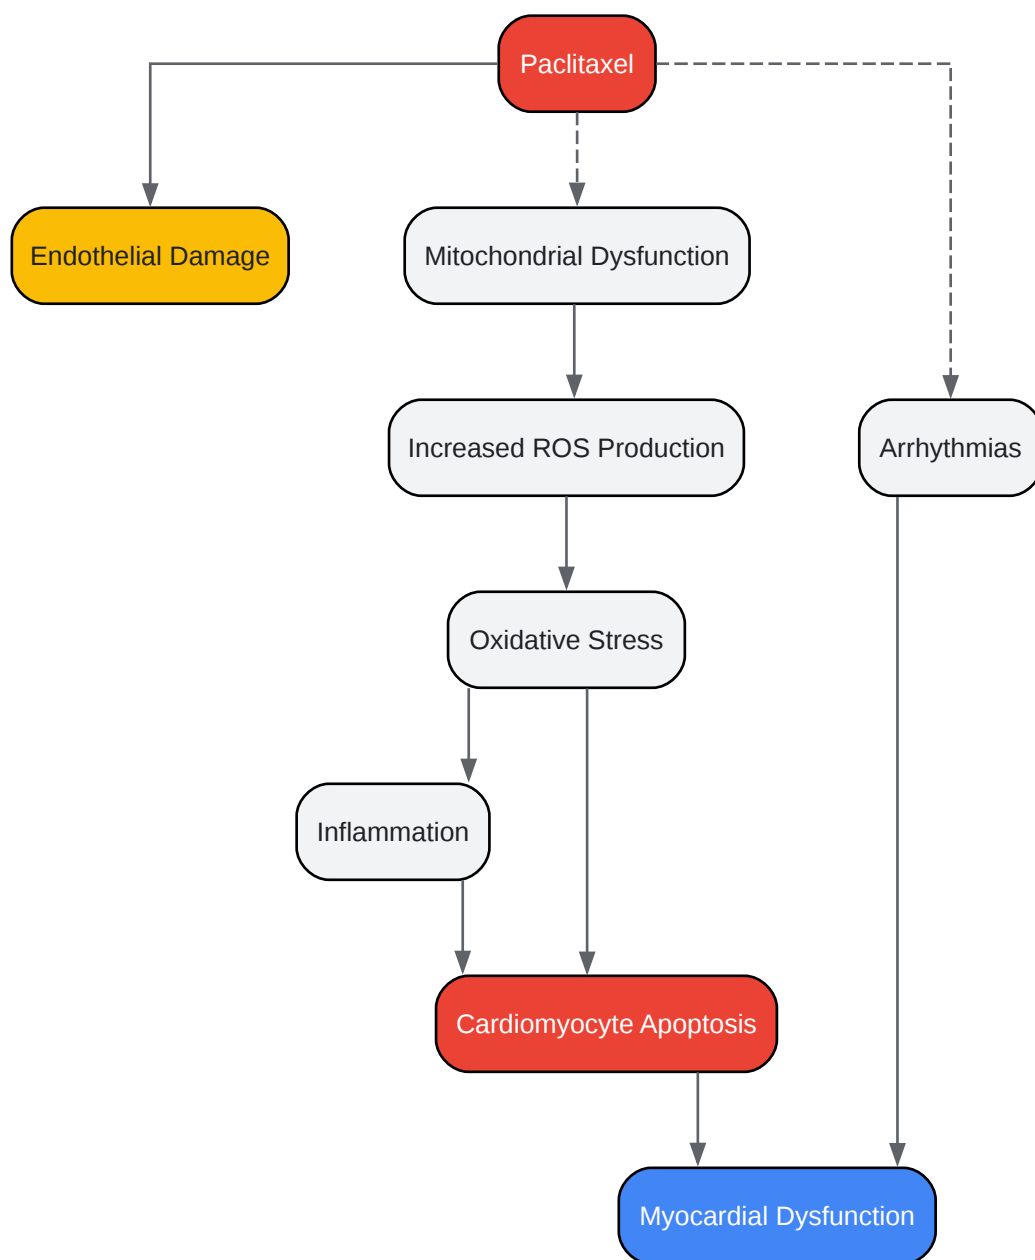 Paclitaxel
Endothelial Damage
Mitochondrial Dysfunction
Increased ROS Production
Arrhythmias
Oxidative Stress
Inflammation
Cardiomyocyte Apoptosis
Myocardial Dysfunction